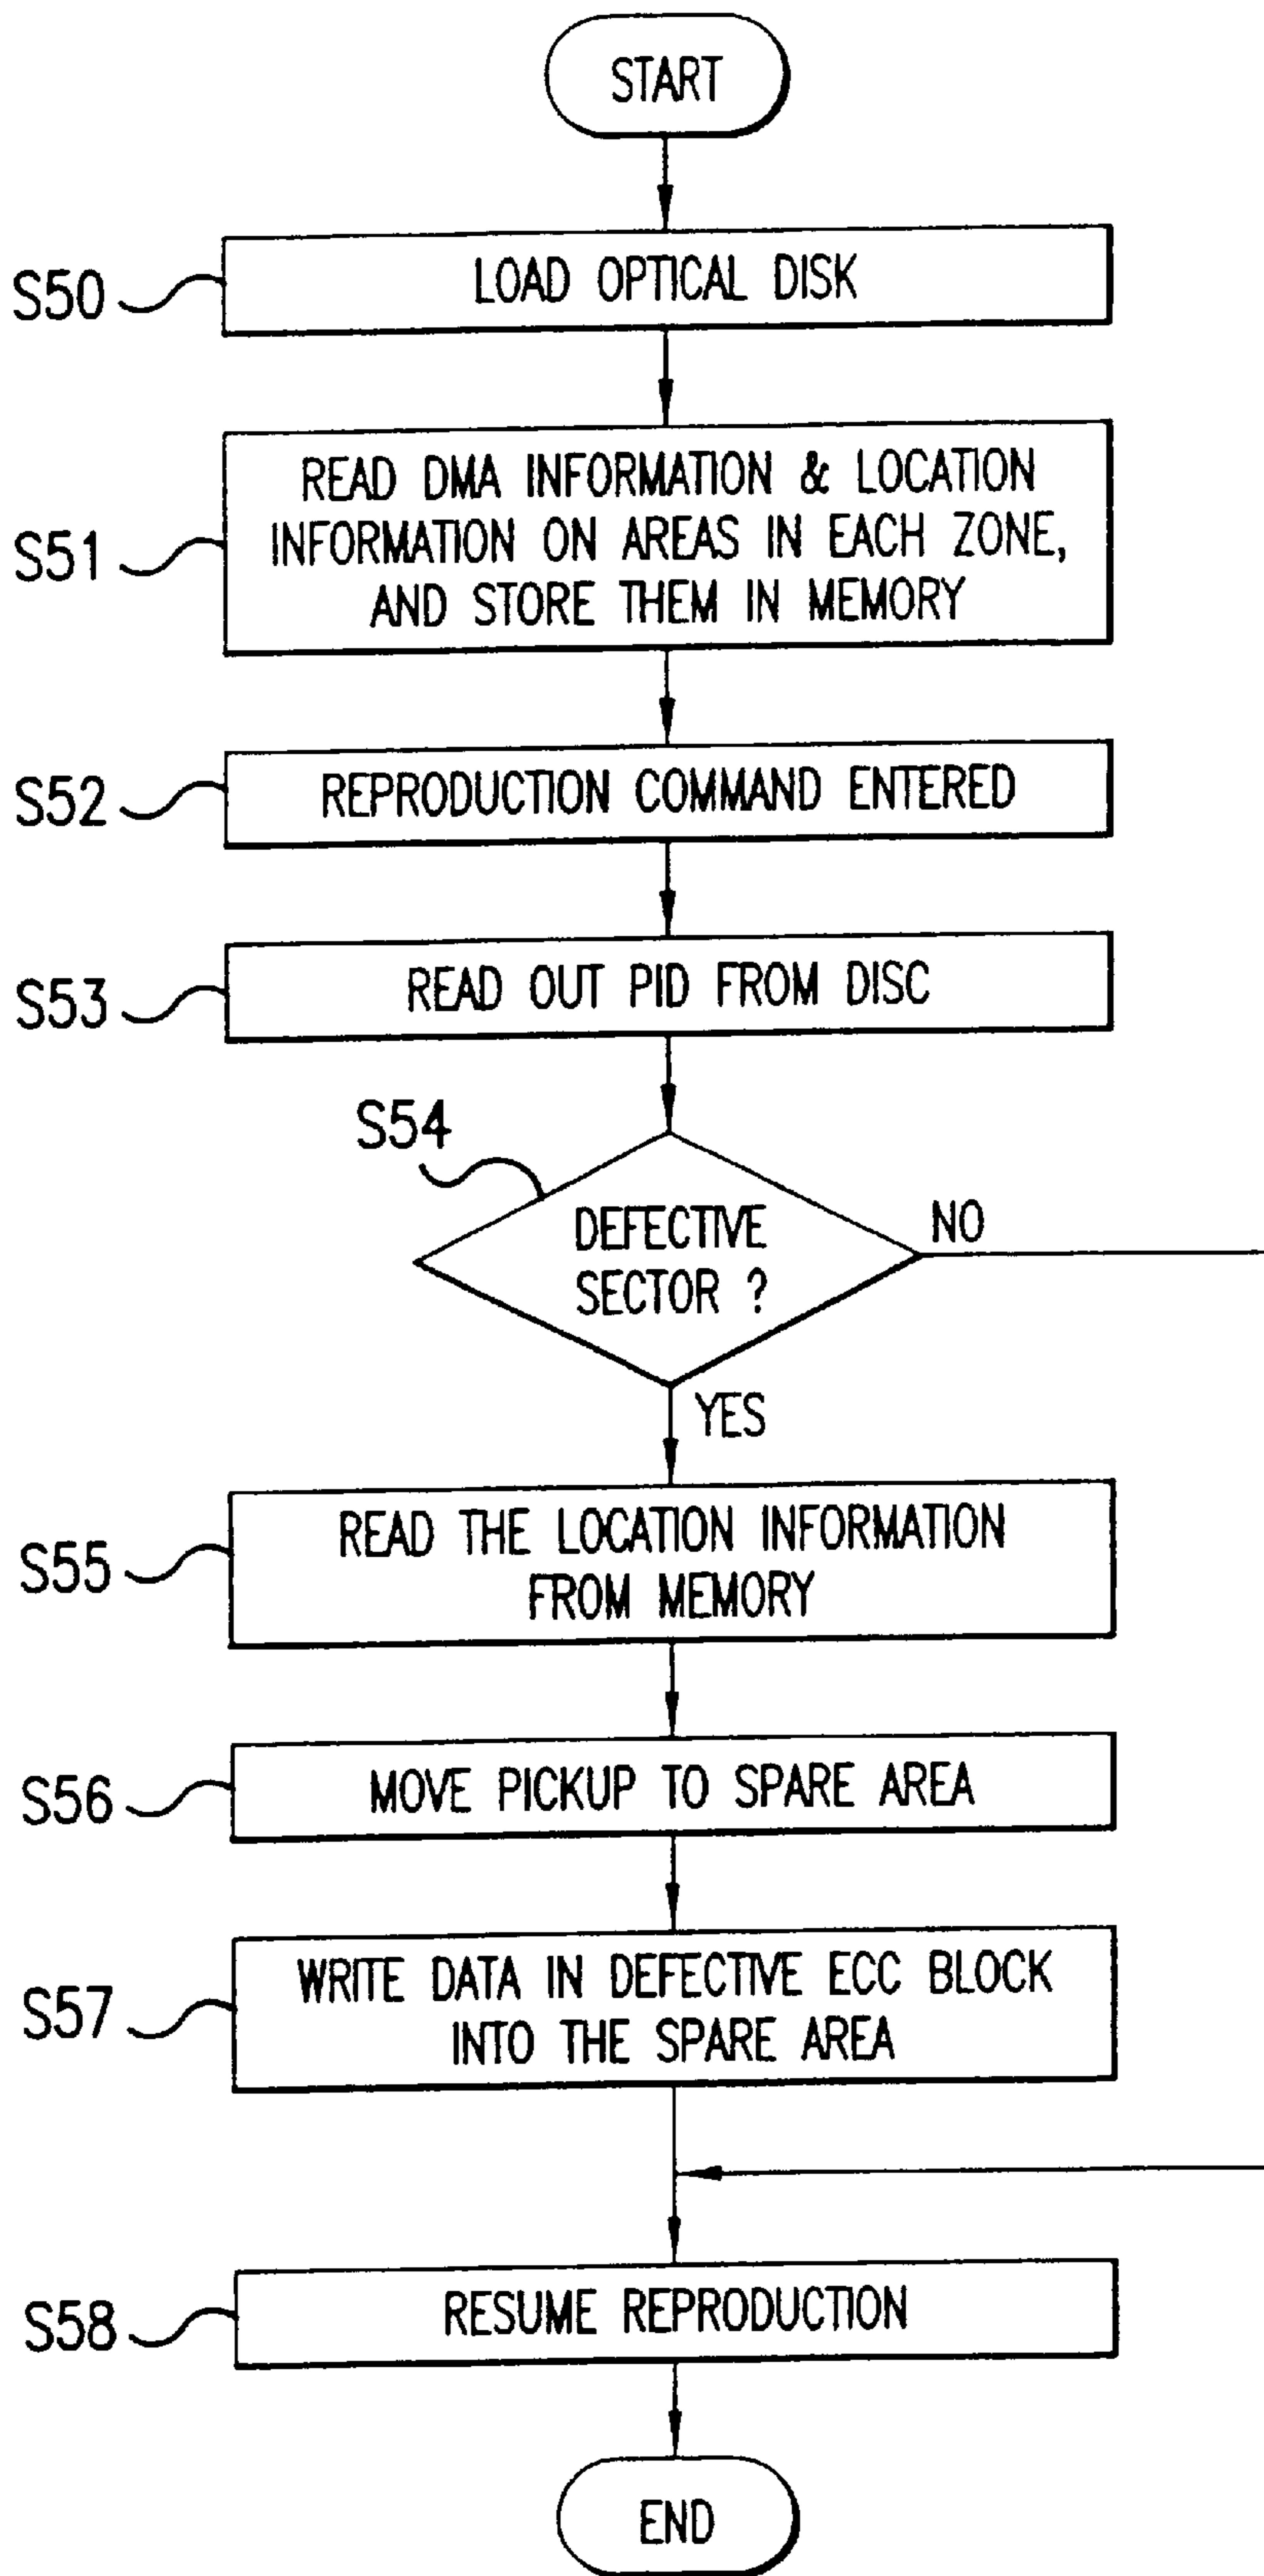 START
S50
LOAD OPTICAL DISK
S51
READ DMA INFORMATION & LOCATION
INFORMATION ON AREAS IN EACH ZONE,
AND STORE THEM IN MEMORY
S52
REPRODUCTION COMMAND ENTERED
S53
READ OUT PID FROM DISC
S54
DEFECTIVE
SECTOR ?
NO
YES
S55
READ THE LOCATION INFORMATION
FROM MEMORY
S56
MOVE PICKUP TO SPARE AREA
S57
WRITE DATA IN DEFECTIVE ECC BLOCK
INTO THE SPARE AREA
S58
RESUME REPRODUCTION
END